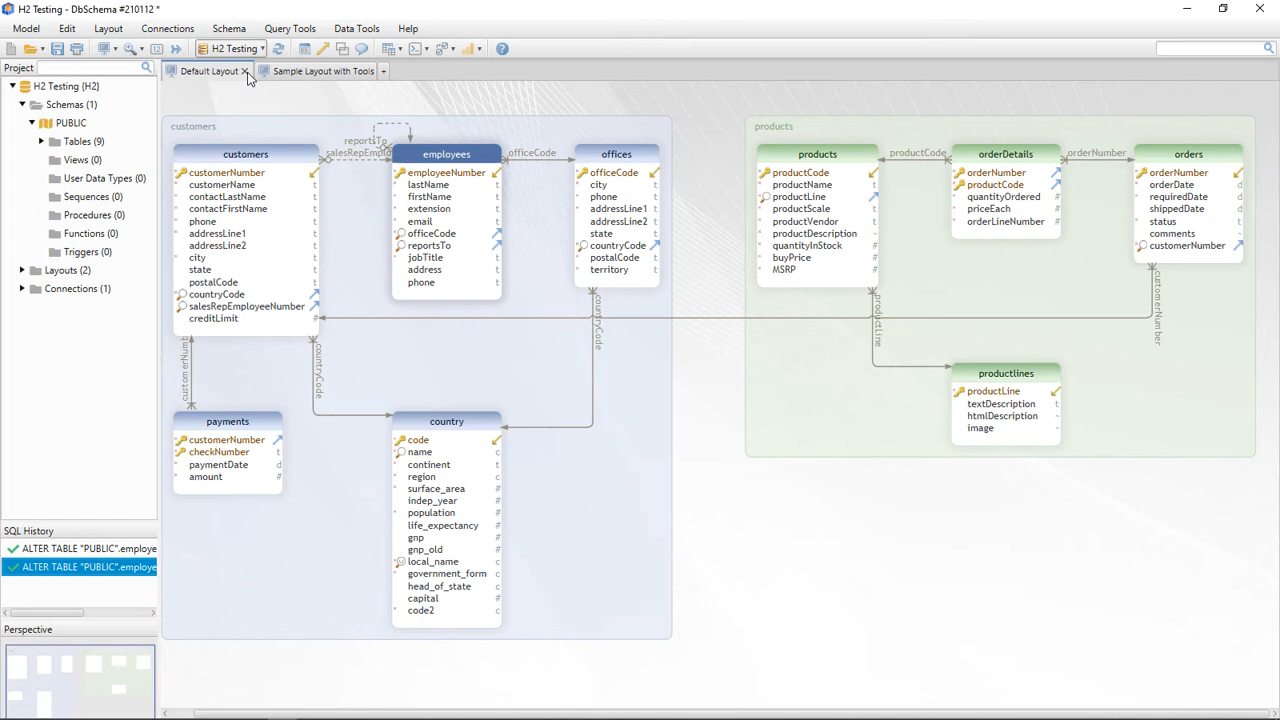 H2 Testing - DbSchema #210112 *
Model Edit Layout Connections Schema Query Tools Data Tools Help
H2 Testing
Project
Default Layout
Sample Layout with Tools
+
H2 Testing (H2)
Schemas (1)
PUBLIC
Tables (9)
Views (0)
User Data Types (0)
Sequences (0)
Procedures (0)
Functions (0)
Triggers (0)
Layouts (2)
Connections (1)
SQL History
ALTER TABLE "PUBLIC".employe
ALTER TABLE "PUBLIC".employe
Perspective
customers
customers
customerNumber
customerName
contactLastName
contactFirstName
phone
addressLine1
addressLine2
city
state
postalCode
countryCode
salesRepEmployeeNumber
creditLimit #
reportsTo
salesRepEmplo
employees
employeeNumber
lastName t
firstName t
extension t
email t
officeCode
reportsTo
jobTitle t
address t
phone t
officeCode
offices
officeCode
city t
phone t
addressLine1 t
addressLine2 t
state t
countryCode
postalCode t
territory t
customerNumb
countryCode
countryCode
payments
customerNumber
checkNumber t
paymentDate d
amount #
country
code
name c
continent t
region c
surface_area #
indep_year #
population #
life_expectancy #
gnp #
gnp_old #
local_name c
government_form c
head_of_state c
capital #
code2 c
products
products
productCode
productName t
productLine
productScale t
productVendor t
productDescription ~
quantityInStock #
buyPrice #
MSRP #
productCode
orderDetails
orderNumber
productCode
quantityOrdered #
priceEach #
orderLineNumber #
orderNumber
orders
orderNumber
orderDate d
requiredDate d
shippedDate d
status t
comments ~
customerNumber
productLine
customerNumber
productlines
productLine
textDescription t
htmlDescription ~
image ~